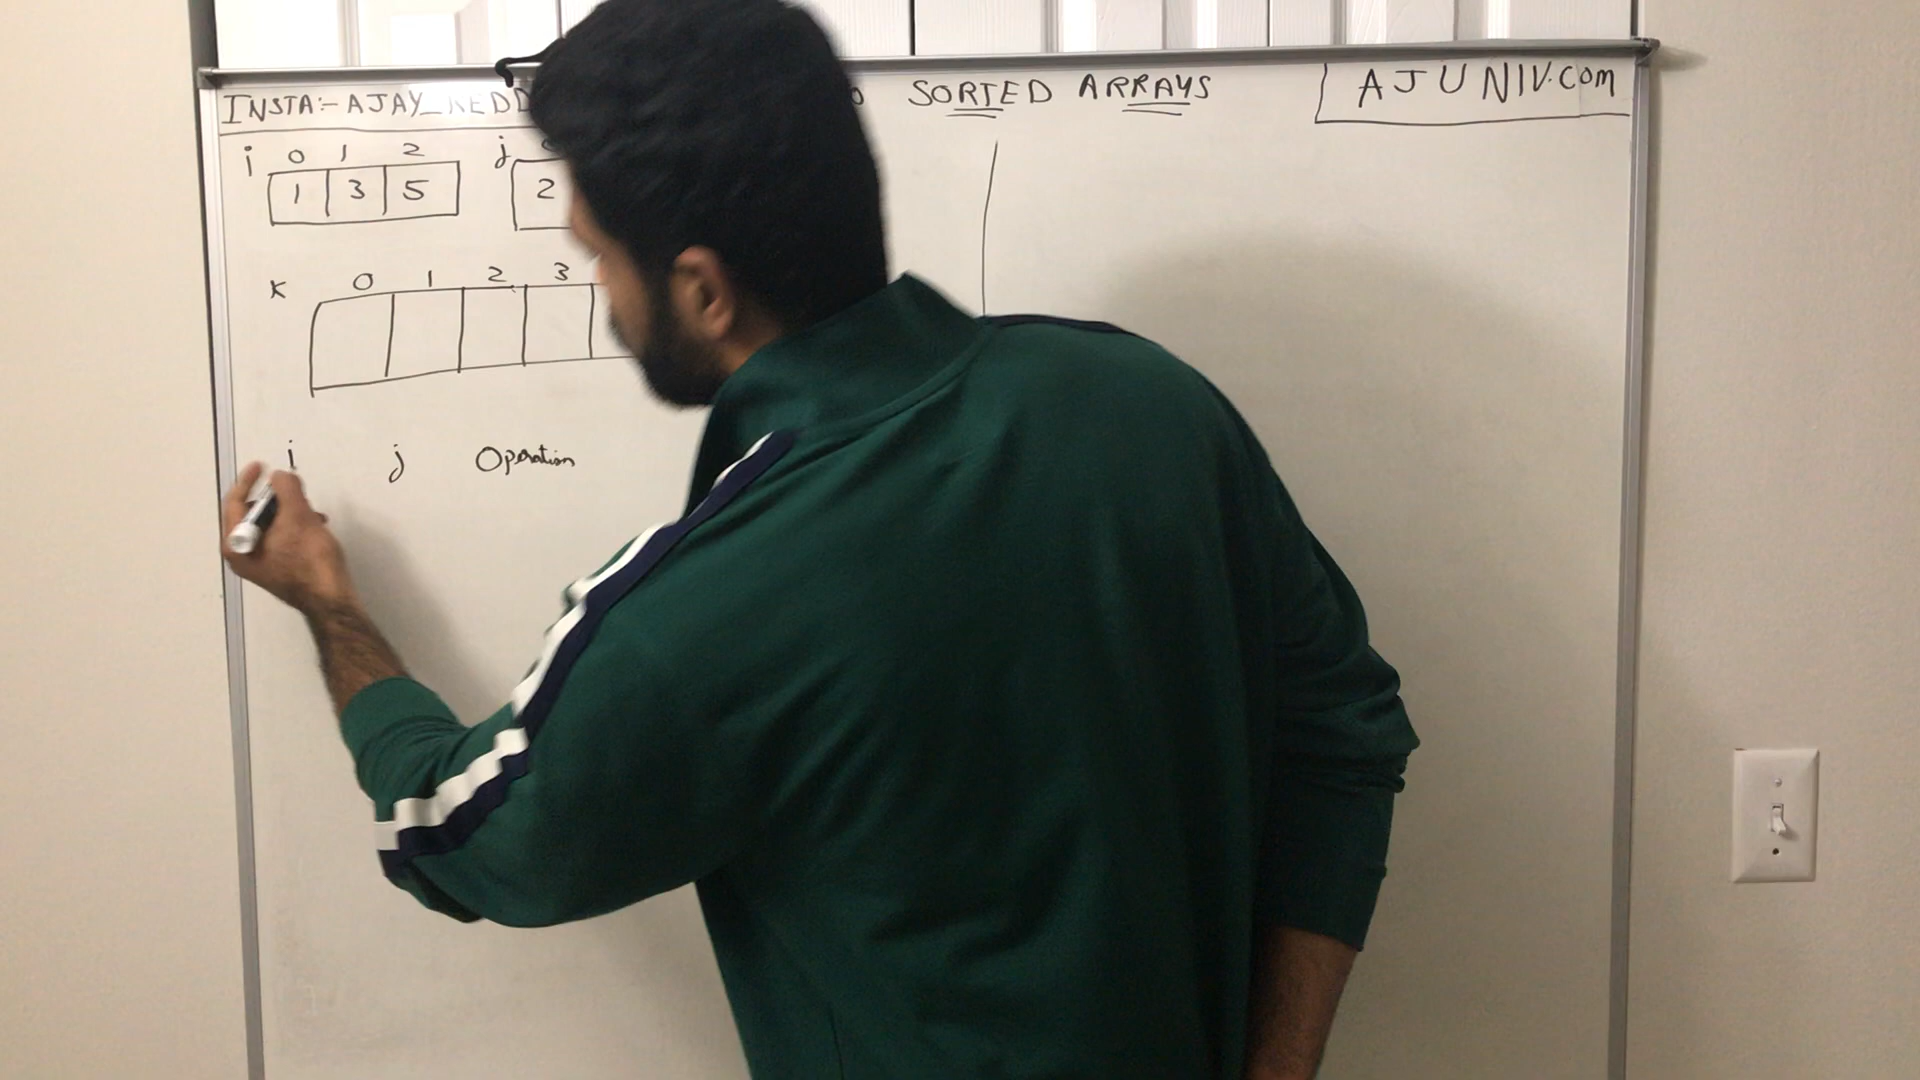 INSTA:- AJAY_REDD
SORTED ARRAYS
AJUNIV.COM
i 0 1 2
1 3 5
j
2
K 0 1 2 3
i j Operation